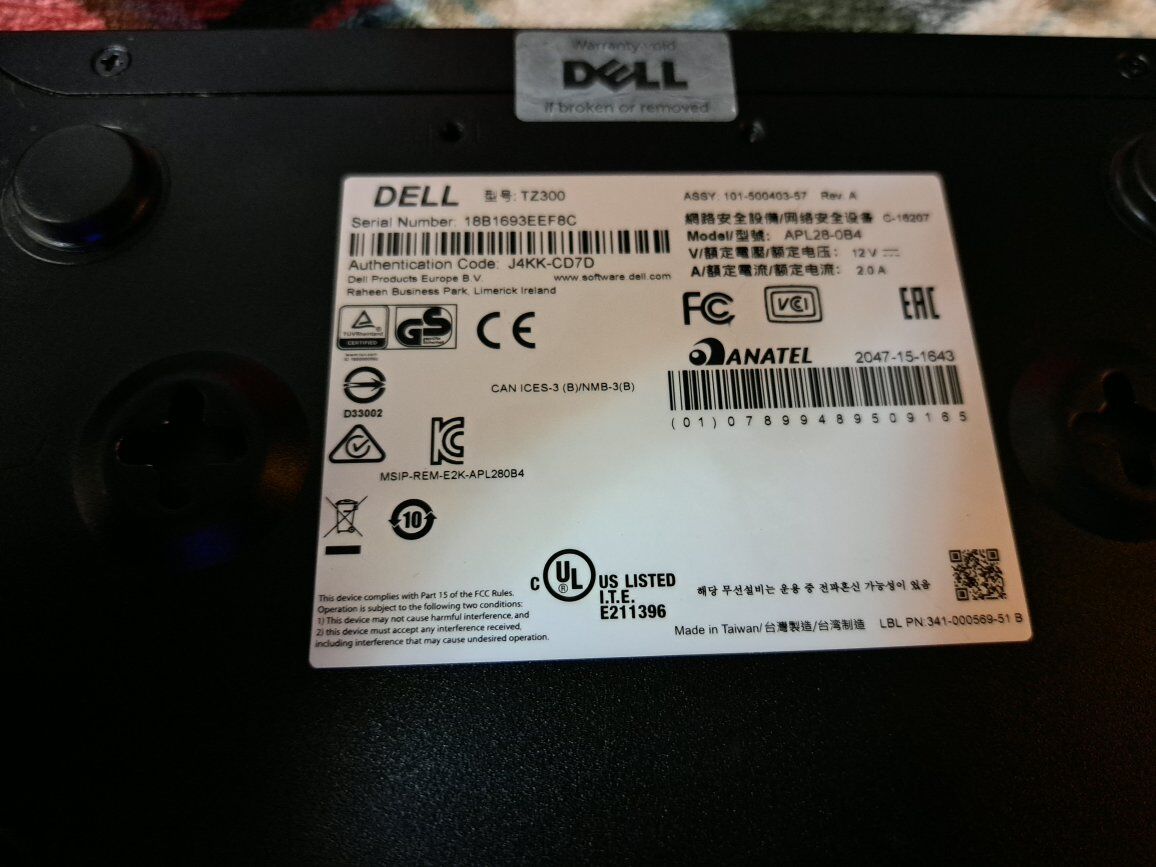 Warranty void
DELL
if broken or removed
DELL 型号: TZ300
Serial Number: 18B1693EEF8C
Authentication Code: J4KK-CD7D
Dell Products Europe B.V. www.software.dell.com
Raheen Business Park, Limerick Ireland
ASSY. 101-500403-57 Rev. A
網路安全設備/网络安全设备 C-16207
Model/型號: APL28-0B4
V/額定電壓/额定电压: 12 V
A/額定電流/额定电流: 2.0 A
TÜVRheinland
CERTIFIED
GS
CE
FC
VCI
EAC
ANATEL 2047-15-1643
(01)07899489509165
D33002
CAN ICES-3 (B)/NMB-3(B)
KC
MSIP-REM-E2K-APL280B4
10
This device complies with Part 15 of the FCC Rules.
Operation is subject to the following two conditions:
1) This device may not cause harmful interference, and
2) this device must accept any interference received,
including interference that may cause undesired operation.
C UL ® US LISTED
I.T.E.
E211396
해당 무선설비는 운용 중 전파혼신 가능성이 있음
Made in Taiwan/台灣製造/台湾制造 LBL PN:341-000569-51 B